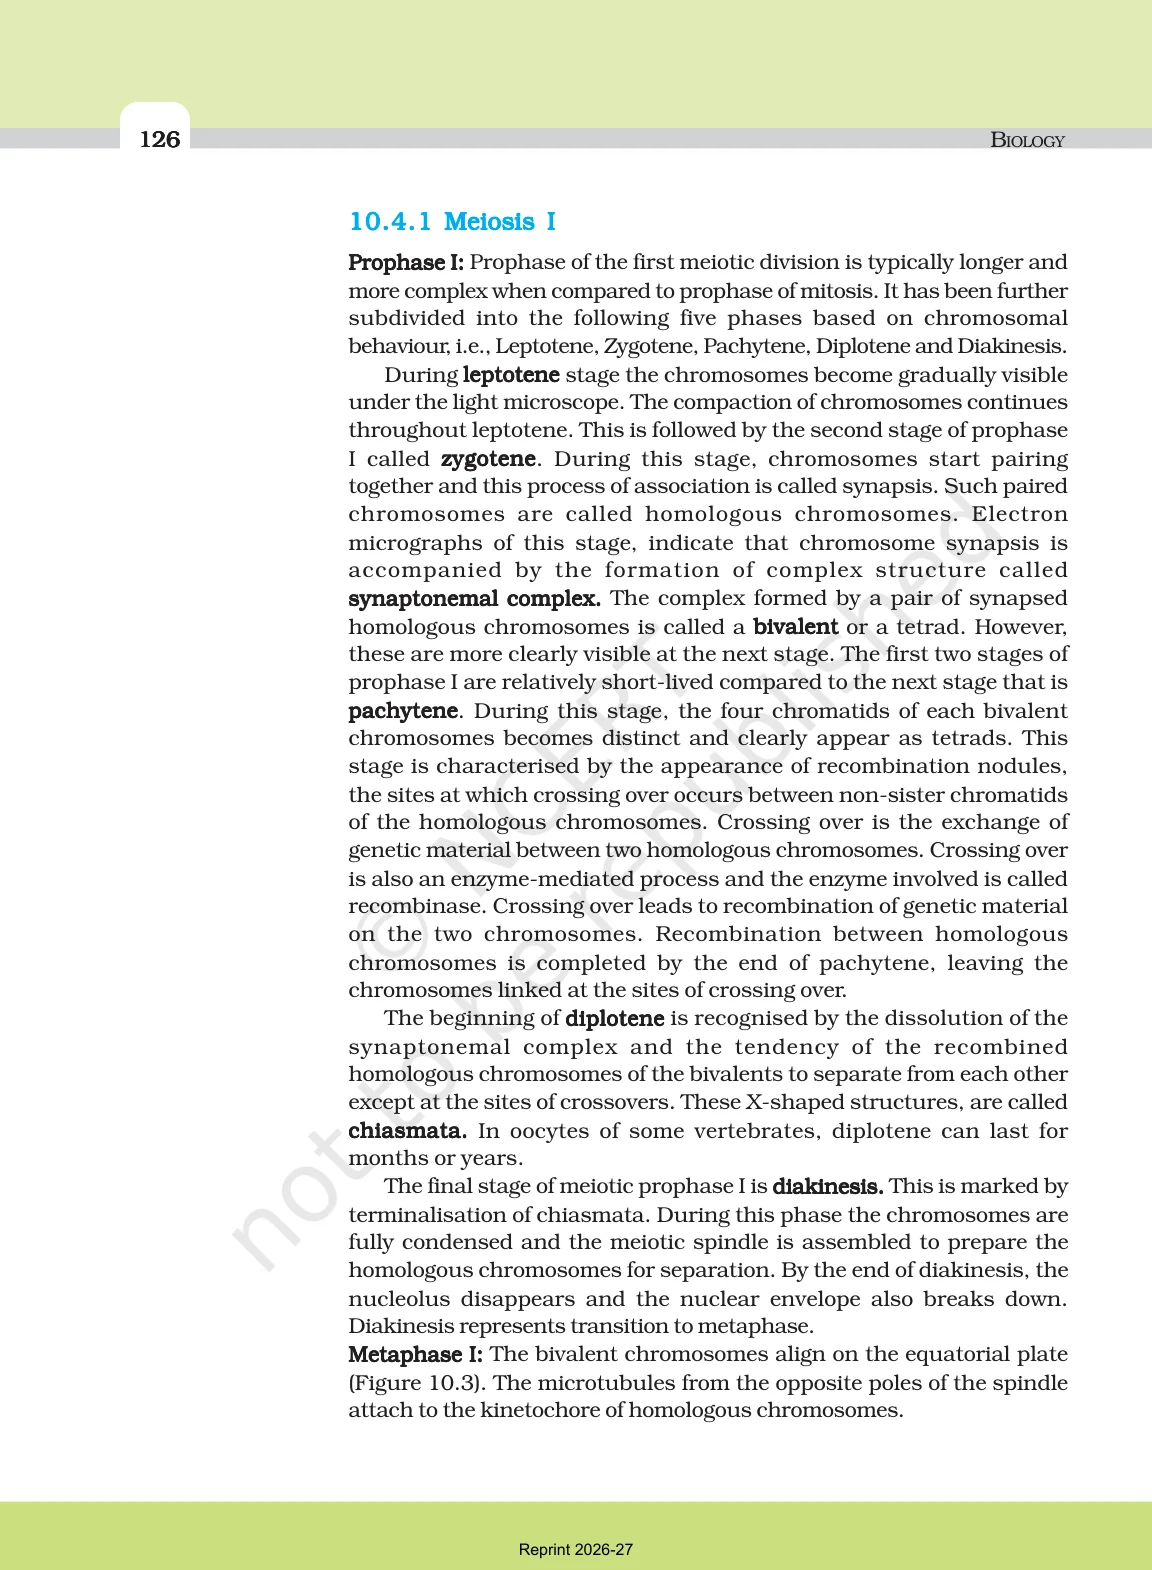 126
BIOLOGY
10.4.1 Meiosis I
Prophase I: Prophase of the first meiotic division is typically longer and
more complex when compared to prophase of mitosis. It has been further
subdivided into the following five phases based on chromosomal
behaviour, i.e., Leptotene, Zygotene, Pachytene, Diplotene and Diakinesis.
During leptotene stage the chromosomes become gradually visible
under the light microscope. The compaction of chromosomes continues
throughout leptotene. This is followed by the second stage of prophase
I called zygotene. During this stage, chromosomes start pairing
together and this process of association is called synapsis. Such paired
chromosomes are called homologous chromosomes. Electron
micrographs of this stage, indicate that chromosome synapsis is
accompanied by the formation of complex structure called
synaptonemal complex. The complex formed by a pair of synapsed
homologous chromosomes is called a bivalent or a tetrad. However,
these are more clearly visible at the next stage. The first two stages of
prophase I are relatively short-lived compared to the next stage that is
pachytene. During this stage, the four chromatids of each bivalent
chromosomes becomes distinct and clearly appear as tetrads. This
stage is characterised by the appearance of recombination nodules,
the sites at which crossing over occurs between non-sister chromatids
of the homologous chromosomes. Crossing over is the exchange of
genetic material between two homologous chromosomes. Crossing over
is also an enzyme-mediated process and the enzyme involved is called
recombinase. Crossing over leads to recombination of genetic material
on the two chromosomes. Recombination between homologous
chromosomes is completed by the end of pachytene, leaving the
chromosomes linked at the sites of crossing over.
The beginning of diplotene is recognised by the dissolution of the
synaptonemal complex and the tendency of the recombined
homologous chromosomes of the bivalents to separate from each other
except at the sites of crossovers. These X-shaped structures, are called
chiasmata. In oocytes of some vertebrates, diplotene can last for
months or years.
The final stage of meiotic prophase I is diakinesis. This is marked by
terminalisation of chiasmata. During this phase the chromosomes are
fully condensed and the meiotic spindle is assembled to prepare the
homologous chromosomes for separation. By the end of diakinesis, the
nucleolus disappears and the nuclear envelope also breaks down.
Diakinesis represents transition to metaphase.
Metaphase I: The bivalent chromosomes align on the equatorial plate
(Figure 10.3). The microtubules from the opposite poles of the spindle
attach to the kinetochore of homologous chromosomes.
© NCERT
not to be republished
Reprint 2026-27